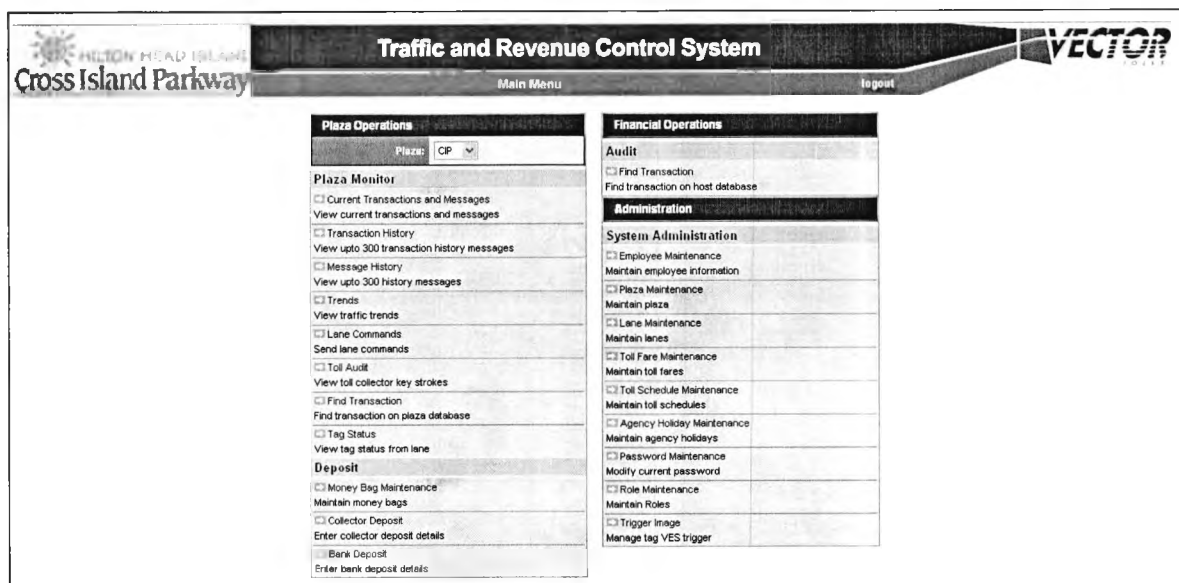 HILTON HEAD ISLAND
Cross Island Parkway
Traffic and Revenue Control System
VECTOR
Main Menu
logout
Plaza Operations
Plaza: CIP
Plaza Monitor
Current Transactions and Messages
View current transactions and messages
Transaction History
View upto 300 transaction history messages
Message History
View upto 300 history messages
Trends
View traffic trends
Lane Commands
Send lane commands
Toll Audit
View toll collector key strokes
Find Transaction
Find transaction on plaza database
Tag Status
View tag status from lane
Deposit
Money Bag Maintenance
Maintain money bags
Collector Deposit
Enter collector deposit details
Bank Deposit
Enter bank deposit details
Financial Operations
Audit
Find Transaction
Find transaction on host database
Administration
System Administration
Employee Maintenance
Maintain employee information
Plaza Maintenance
Maintain plaza
Lane Maintenance
Maintain lanes
Toll Fare Maintenance
Maintain toll fares
Toll Schedule Maintenance
Maintain toll schedules
Agency Holiday Maintenance
Maintain agency holidays
Password Maintenance
Modify current password
Role Maintenance
Maintain Roles
Trigger Image
Manage tag VES trigger